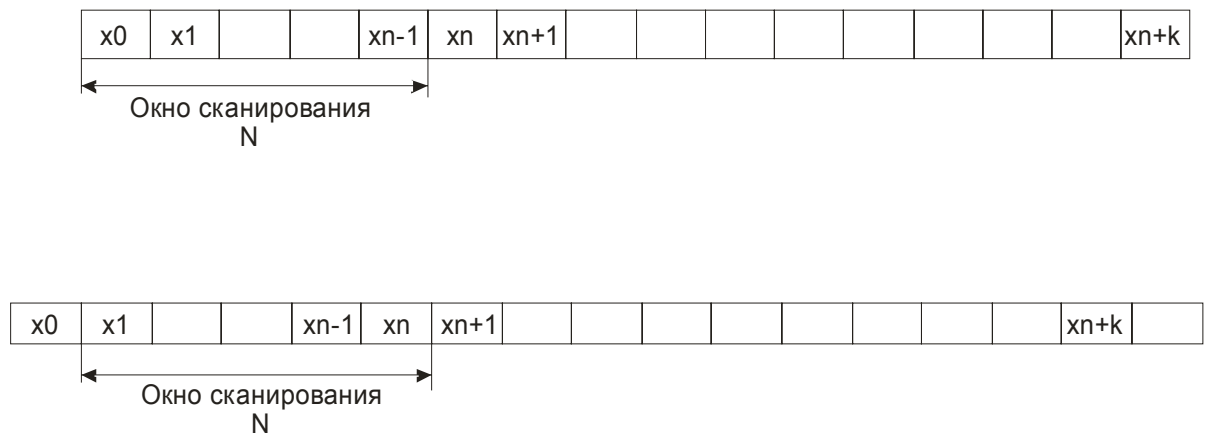 x0 x1 xn-1 xn xn+1 xn+k
Окно сканирования
N
x0 x1 xn-1 xn xn+1 xn+k
Окно сканирования
N